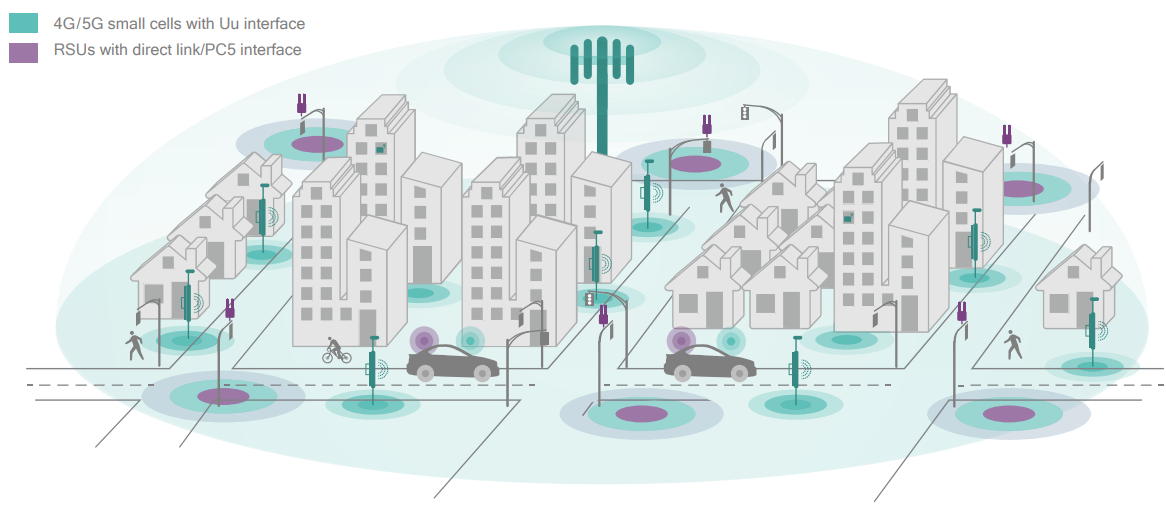 4G/5G small cells with Uu interface
RSUs with direct link/PC5 interface